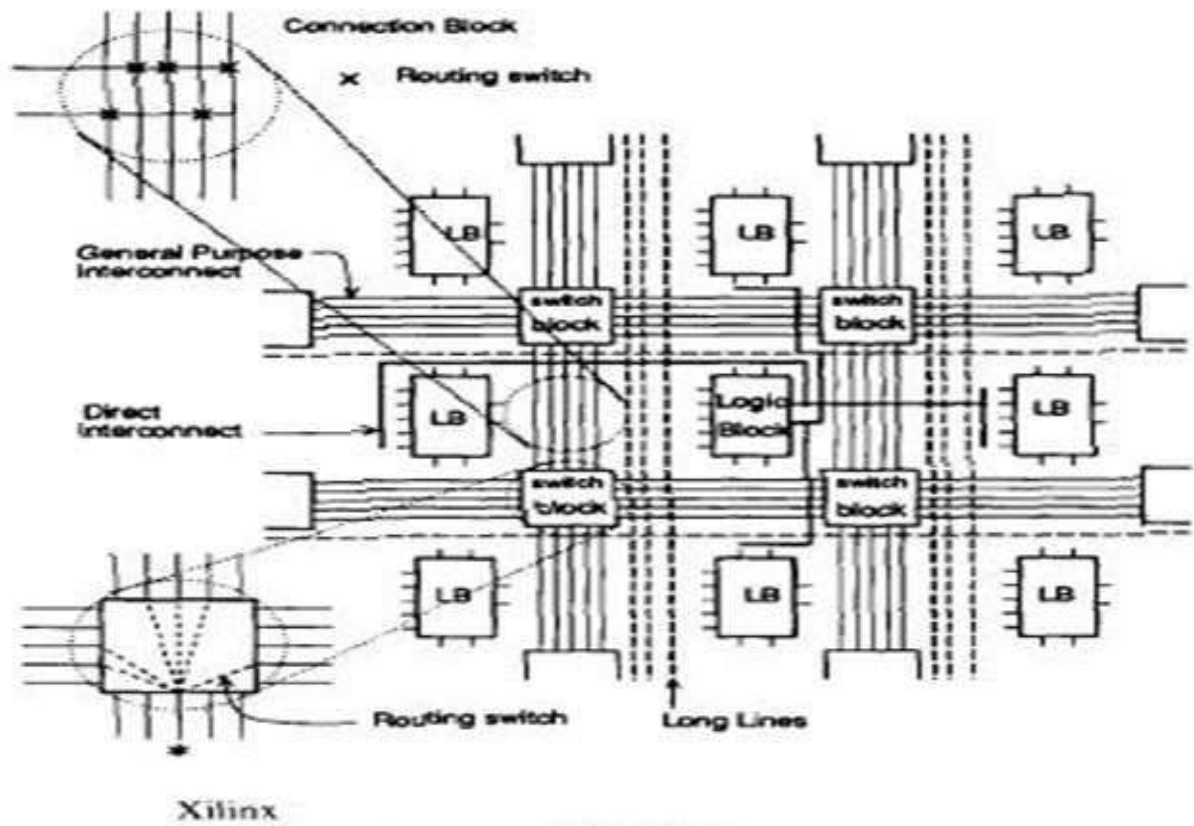 Connection Block
× Routing switch
LB
LB
LB
General Purpose
Interconnect
switch
block
switch
block
LB
Logic
Block
LB
Direct
Interconnect
switch
block
switch
block
LB
LB
LB
Routing switch
Long Lines
*
Xilinx